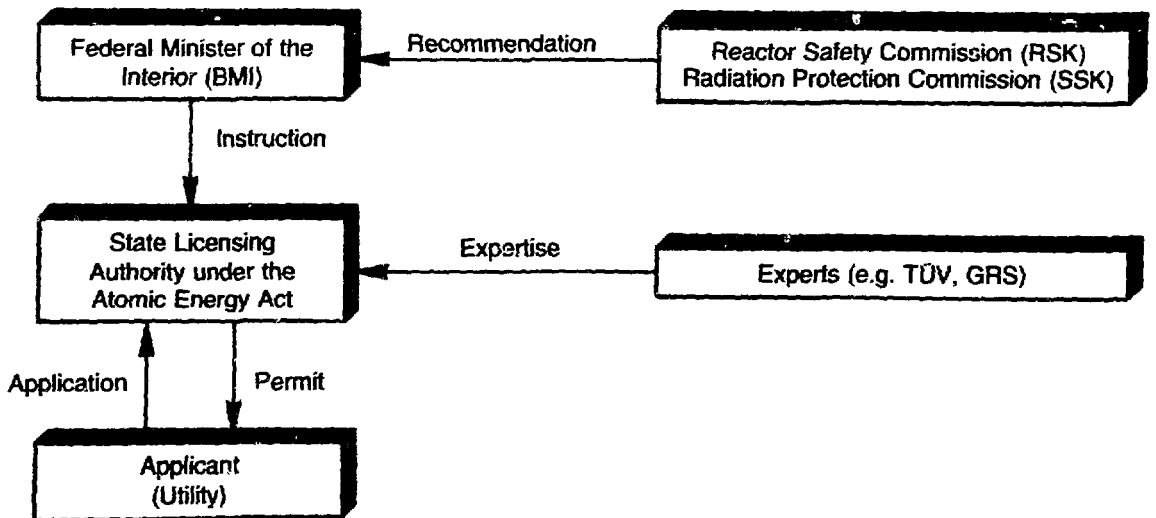 Federal Minister of the
Interior (BMI)
Recommendation
Reactor Safety Commission (RSK)
Radiation Protection Commission (SSK)
Instruction
State Licensing
Authority under the
Atomic Energy Act
Expertise
Experts (e.g. TÜV, GRS)
Application
Permit
Applicant
(Utility)